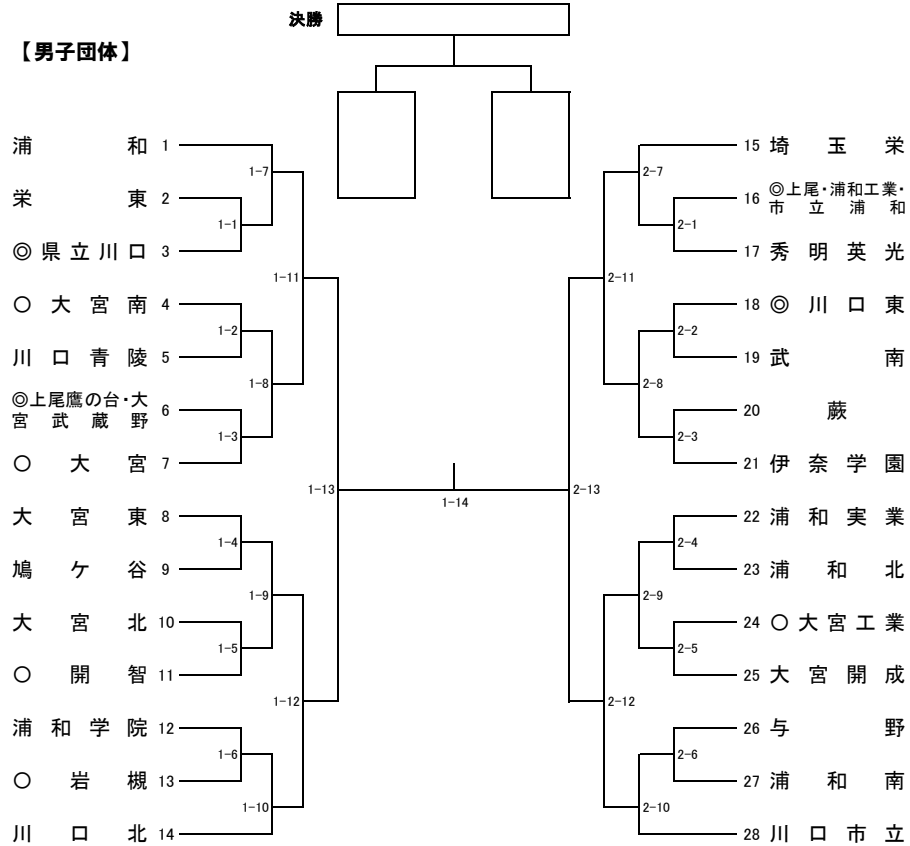 決勝
【男子団体】
浦和 1
1-7
栄東 2
1-1
◎県立川口 3
1-11
○大宮南 4
1-2
川口青陵 5
1-8
◎上尾鷹の台・大
宮武蔵野 6
1-3
○大宮 7
1-13
大宮東 8
1-4
鳩ケ谷 9
1-9
大宮北 10
1-5
○開智 11
1-12
浦和学院 12
1-6
○岩槻 13
1-10
川口北 14
1-14
15 埼玉栄
2-7
16 ◎上尾・浦和工業・
市立浦和
2-1
17 秀明英光
2-11
18 ◎川口東
2-2
19 武南
2-8
20 蕨
2-3
21 伊奈学園
2-13
22 浦和実業
2-4
23 浦和北
2-9
24 ○大宮工業
2-5
25 大宮開成
2-12
26 与野
2-6
27 浦和南
2-10
28 川口市立